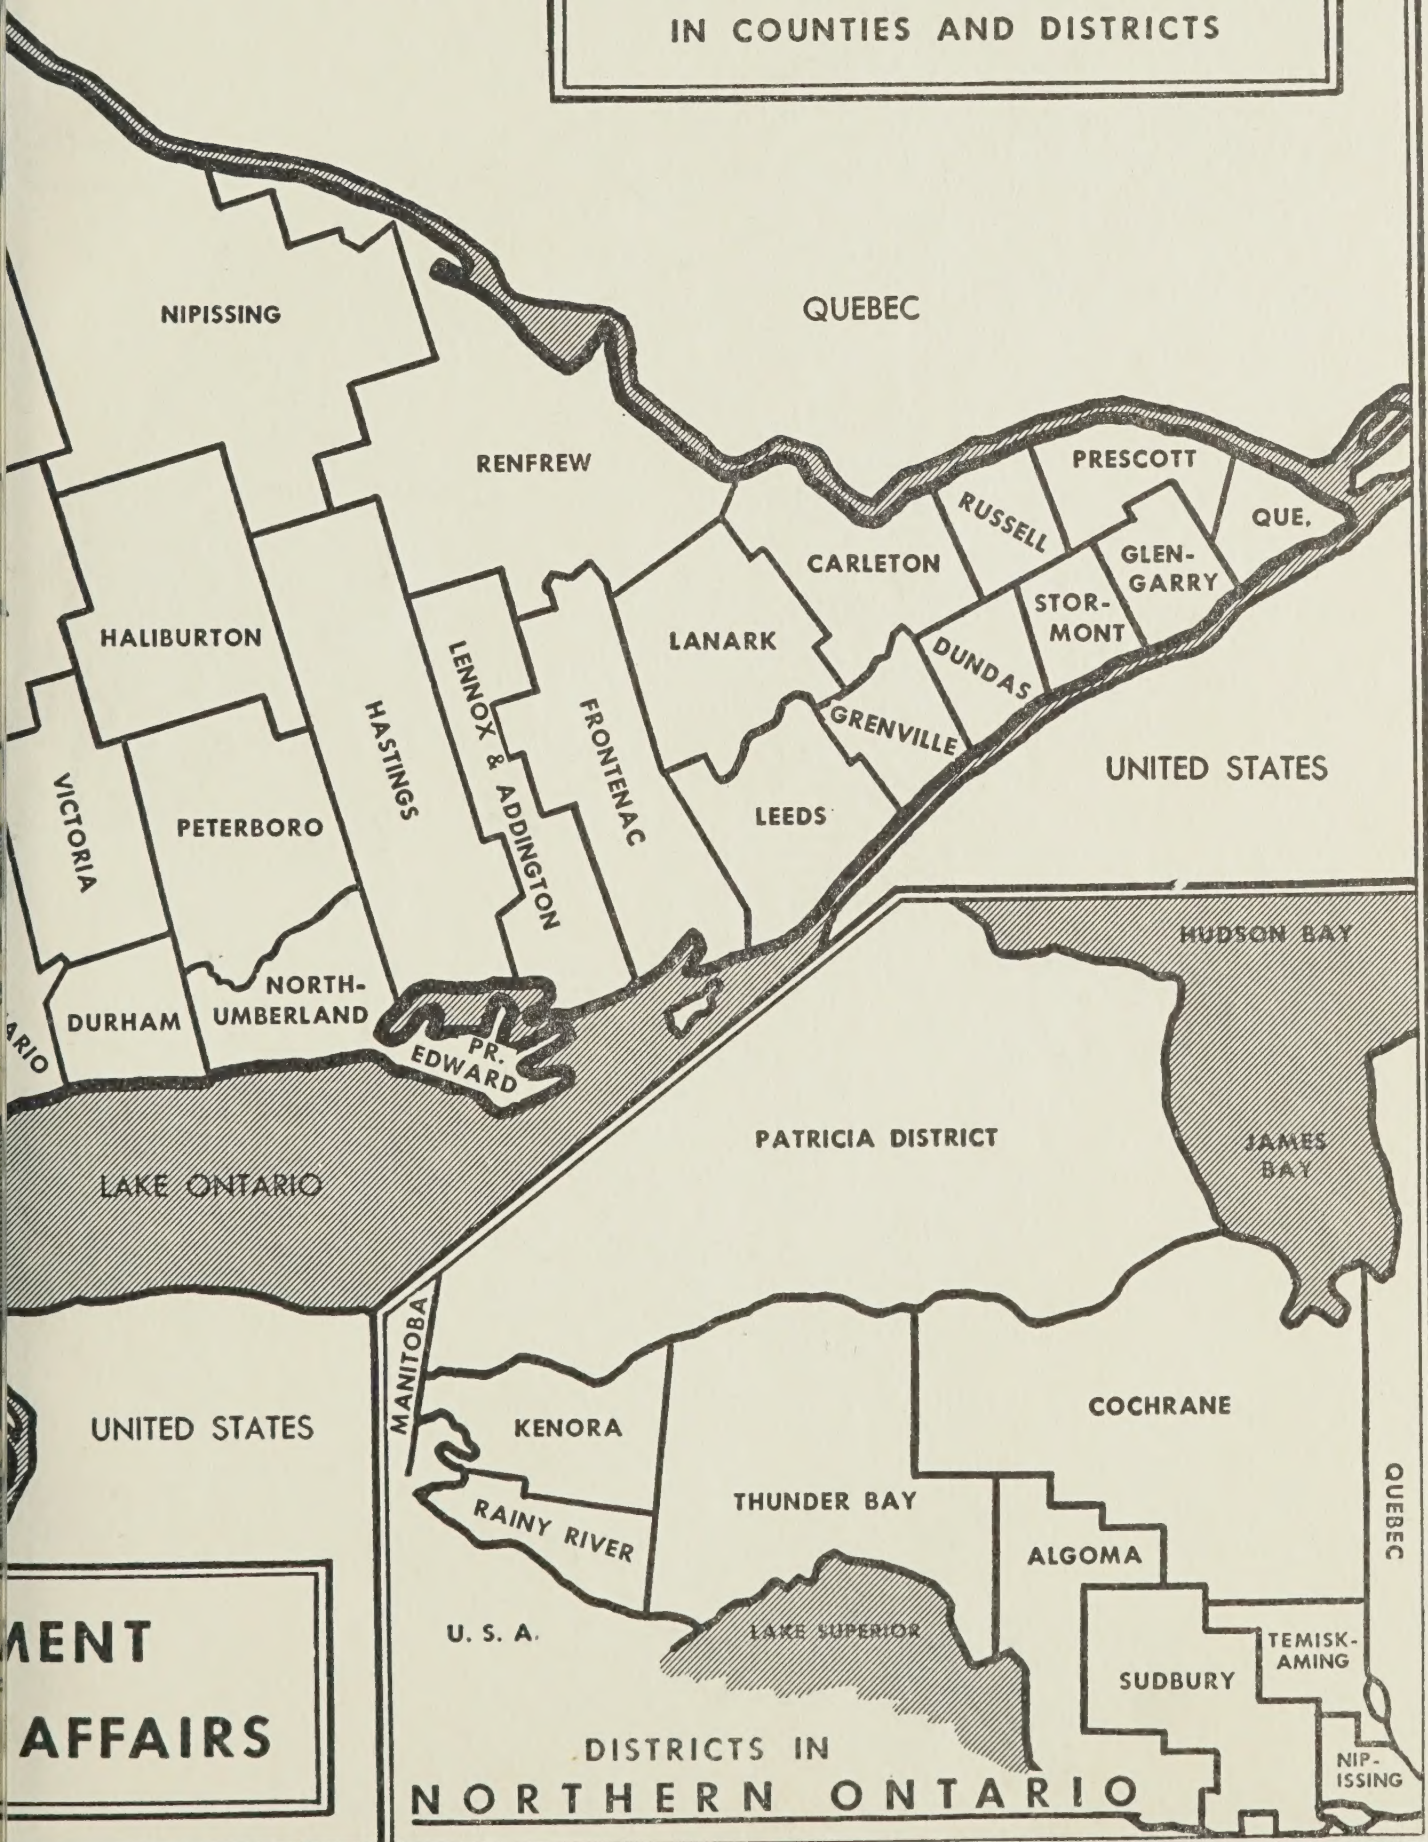 IN COUNTIES AND DISTRICTS
NIPISSING
QUEBEC
RENFREW
PRESCOTT
RUSSELL
QUE.
CARLETON
GLEN-
GARRY
STOR-
MONT
HALIBURTON
LANARK
DUNDAS
LENNOX & ADDINGTON
HASTINGS
FRONTENAC
GRENVILLE
UNITED STATES
VICTORIA
PETERBORO
LEEDS
HUDSON BAY
NORTH-
UMBERLAND
DURHAM
ARIO
PR.
EDWARD
PATRICIA DISTRICT
JAMES
BAY
LAKE ONTARIO
MANITOBA
UNITED STATES
KENORA
COCHRANE
QUEBEC
THUNDER BAY
RAINY RIVER
ALGOMA
U. S. A.
LAKE SUPERIOR
TEMISK-
AMING
SUDBURY
MENT
AFFAIRS
NIP-
ISSING
DISTRICTS IN
NORTHERN ONTARIO